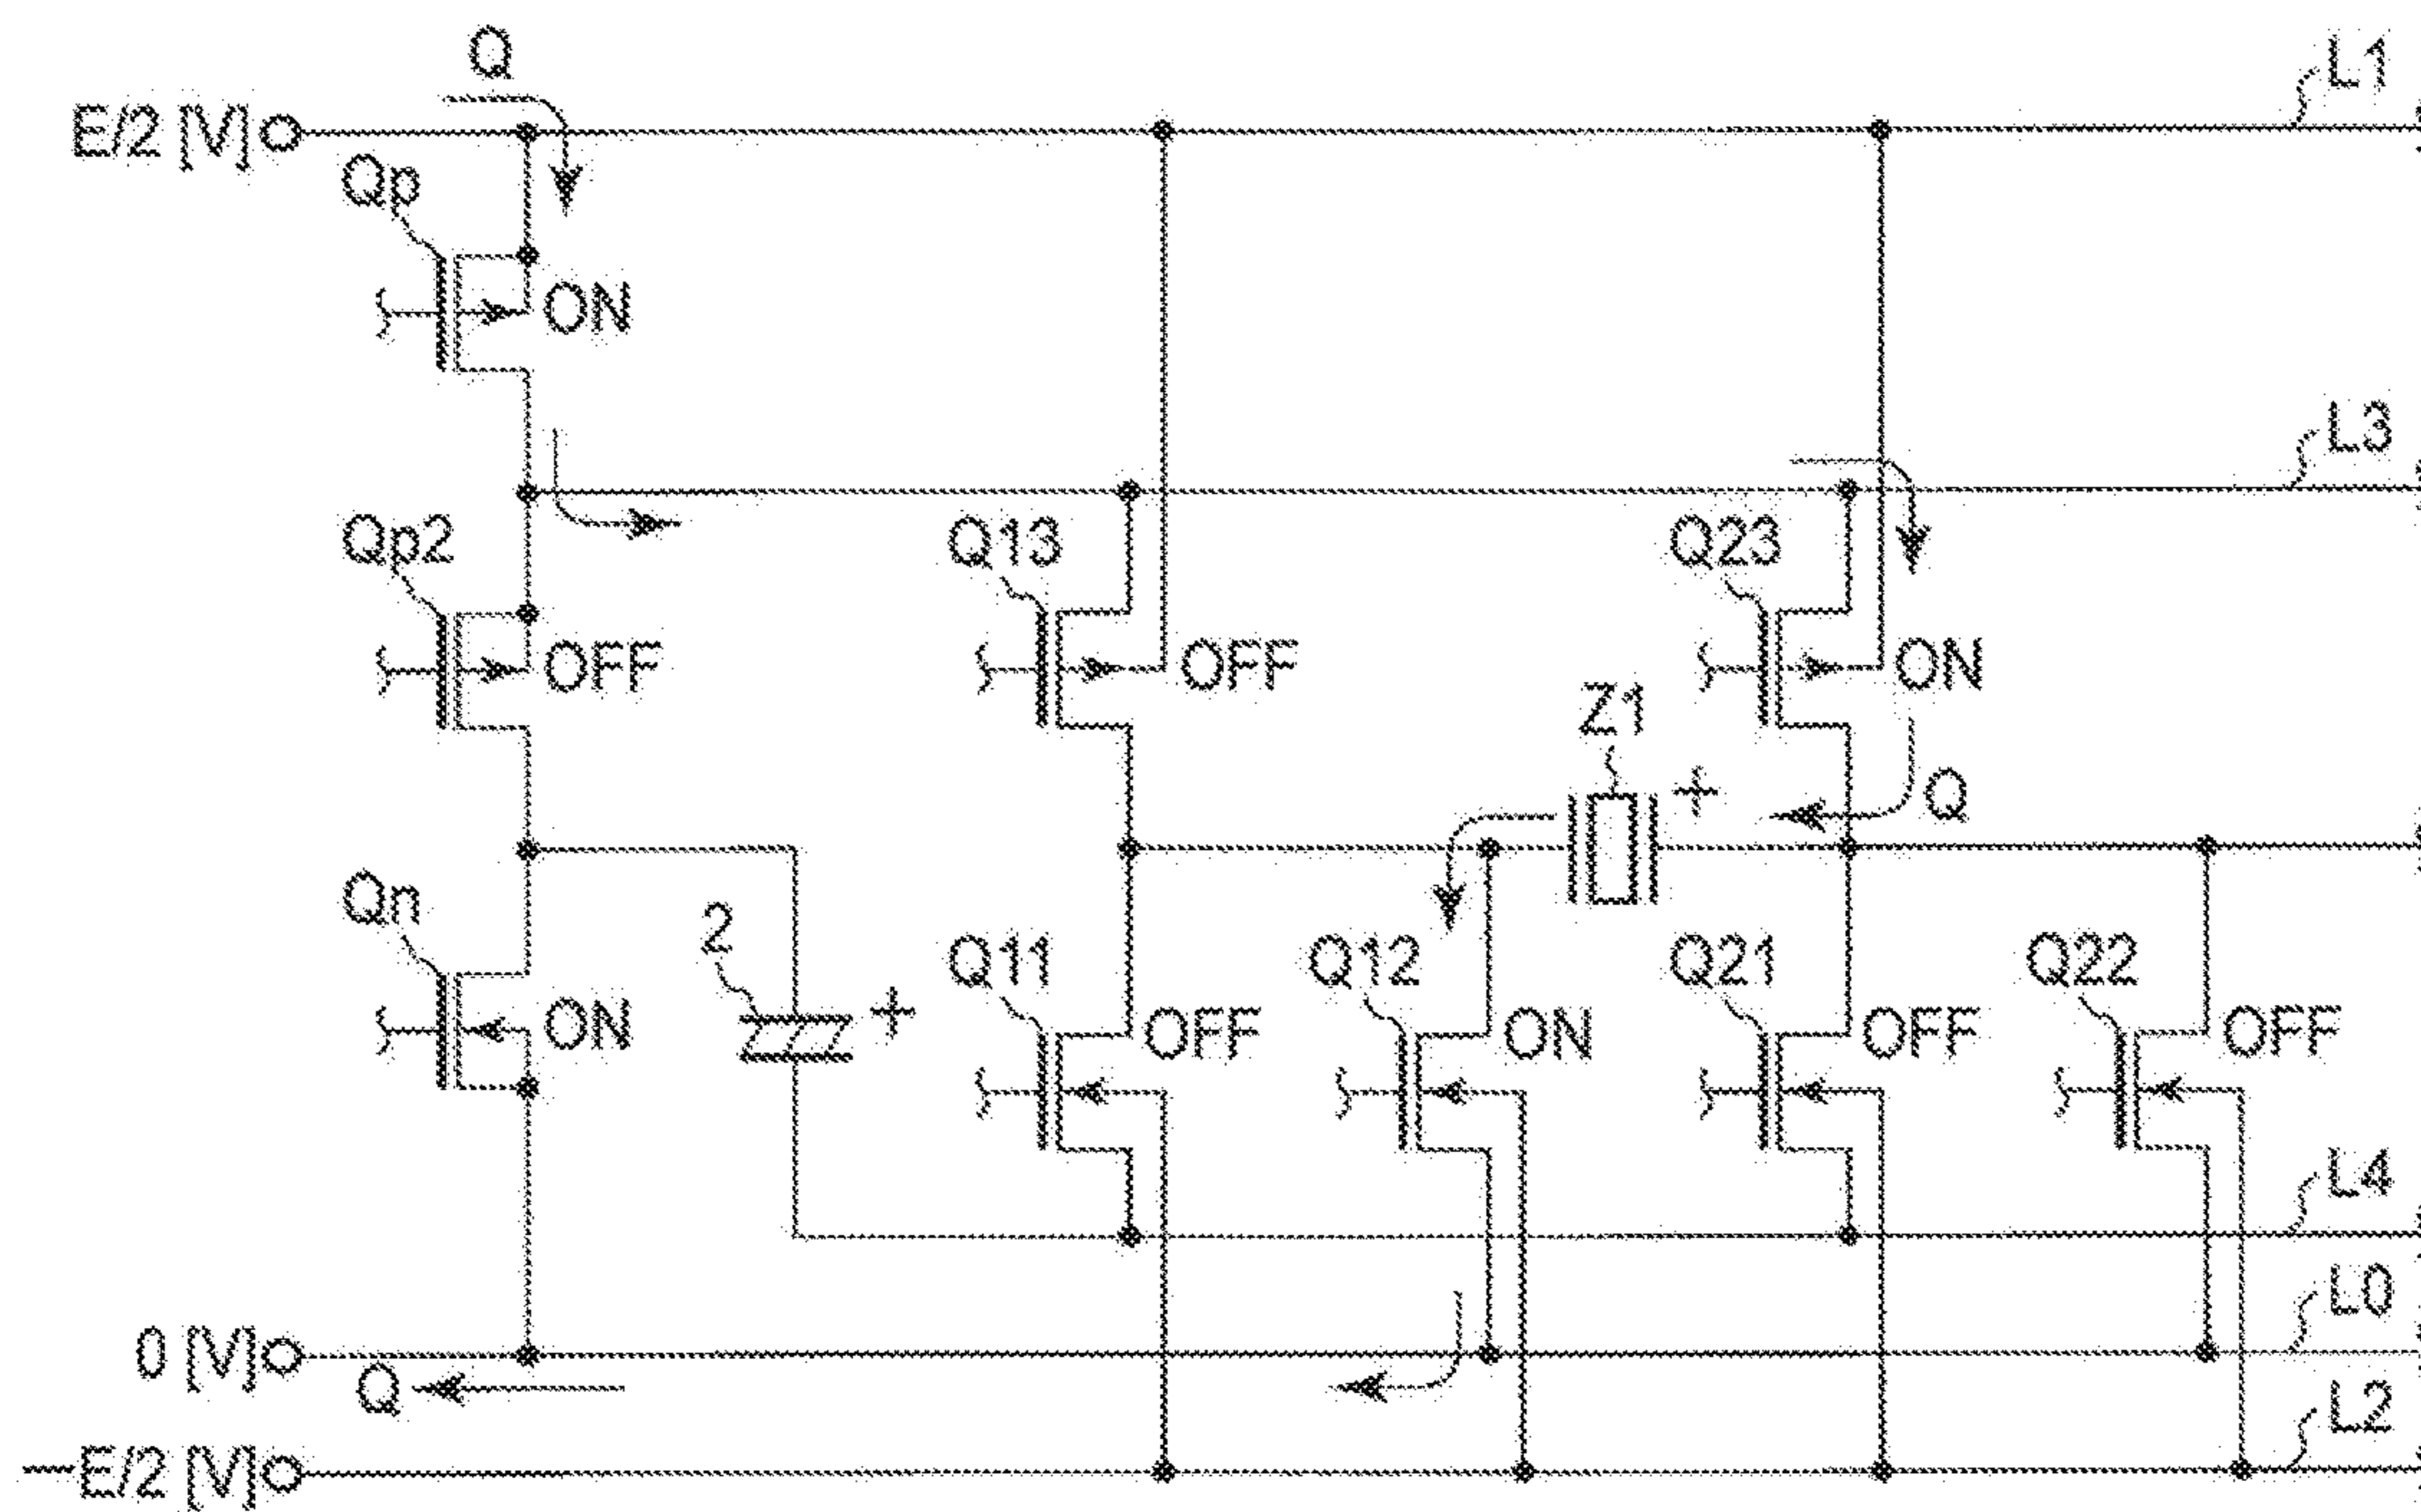 Q
L1
E/2 [V]
Qp
ON
L3
Qp2
Q13
Q23
OFF
OFF
ON
Z1
+
Q
Qn
2
+
Q11
Q12
Q21
Q22
ON
OFF
ON
OFF
OFF
L4
L0
0 [V]
Q
L2
—E/2 [V]